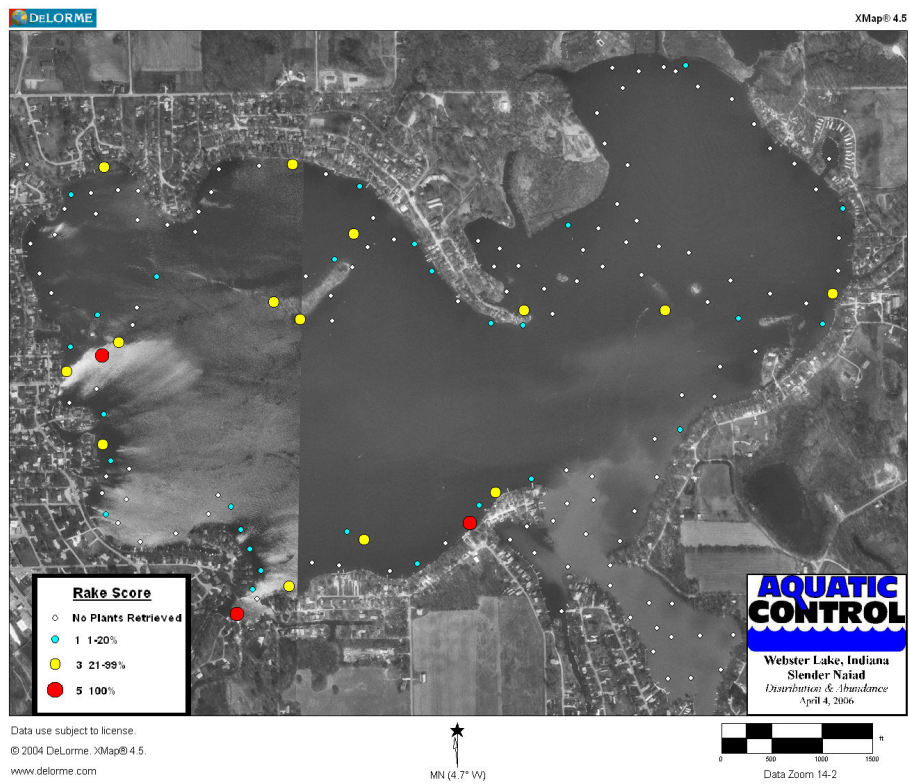 DELORME
XMap® 4.5
Rake Score
No Plants Retrieved
1 1-20%
3 21-99%
5 100%
AQUATIC
CONTROL
Webster Lake, Indiana
Slender Naiad
Distribution & Abundance
April 4, 2006
Data use subject to license.
© 2004 DeLorme. XMap® 4.5.
www.delorme.com
MN (4.7° W)
ft
0 500 1000 1500
Data Zoom 14-2